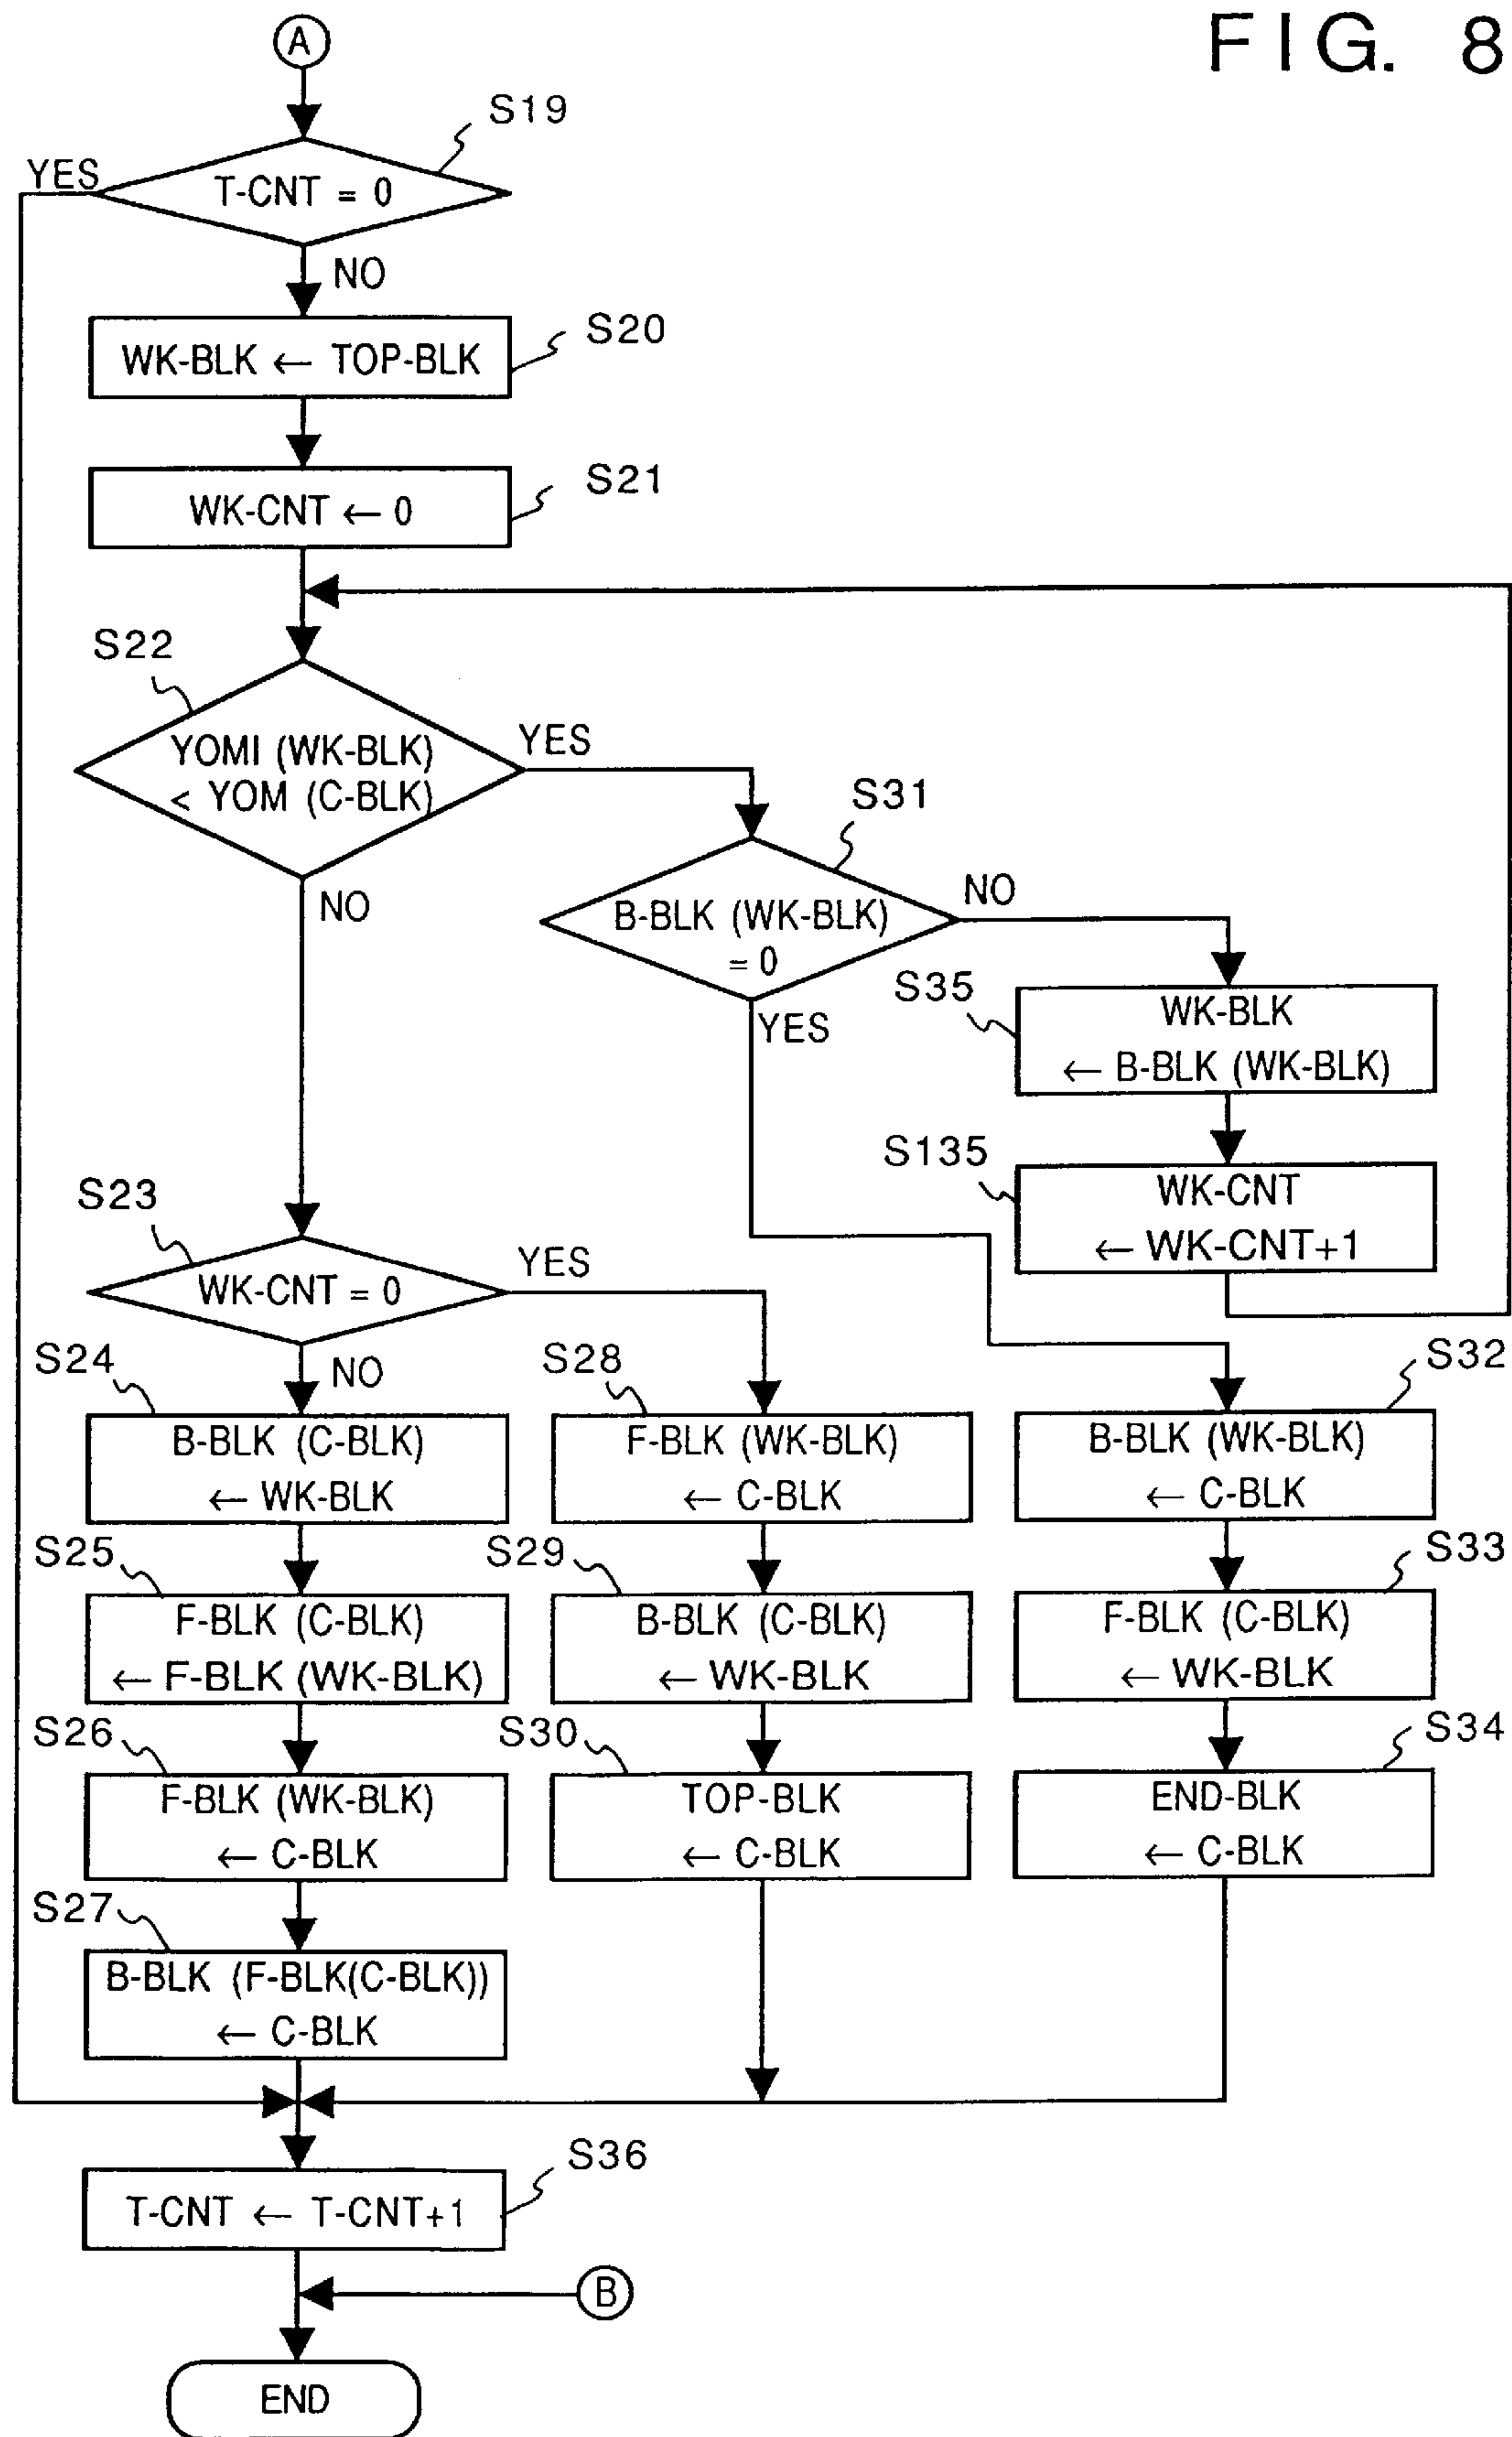 FIG. 8
A
S19
YES
T-CNT = 0
NO
S20
WK-BLK ← TOP-BLK
S21
WK-CNT ← 0
S22
YOMI (WK-BLK)
< YOM (C-BLK)
YES
NO
S31
B-BLK (WK-BLK)
= 0
NO
YES
S35
WK-BLK
← B-BLK (WK-BLK)
S135
WK-CNT
← WK-CNT+1
S23
WK-CNT = 0
YES
NO
S24
B-BLK (C-BLK)
← WK-BLK
S25
F-BLK (C-BLK)
← F-BLK (WK-BLK)
S26
F-BLK (WK-BLK)
← C-BLK
S27
B-BLK (F-BLK(C-BLK))
← C-BLK
S28
F-BLK (WK-BLK)
← C-BLK
S29
B-BLK (C-BLK)
← WK-BLK
S30
TOP-BLK
← C-BLK
S32
B-BLK (WK-BLK)
← C-BLK
S33
F-BLK (C-BLK)
← WK-BLK
S34
END-BLK
← C-BLK
S36
T-CNT ← T-CNT+1
B
END